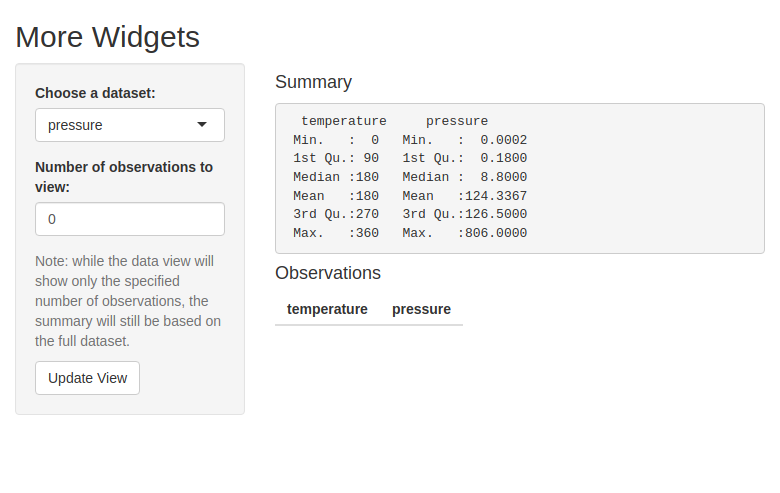 More Widgets
Choose a dataset:
pressure
Number of observations to
view:
0
Note: while the data view will
show only the specified
number of observations, the
summary will still be based on
the full dataset.
Update View
Summary
temperature pressure
Min. : 0 Min. : 0.0002
1st Qu.: 90 1st Qu.: 0.1800
Median :180 Median : 8.8000
Mean :180 Mean :124.3367
3rd Qu.:270 3rd Qu.:126.5000
Max. :360 Max. :806.0000
Observations
temperature pressure